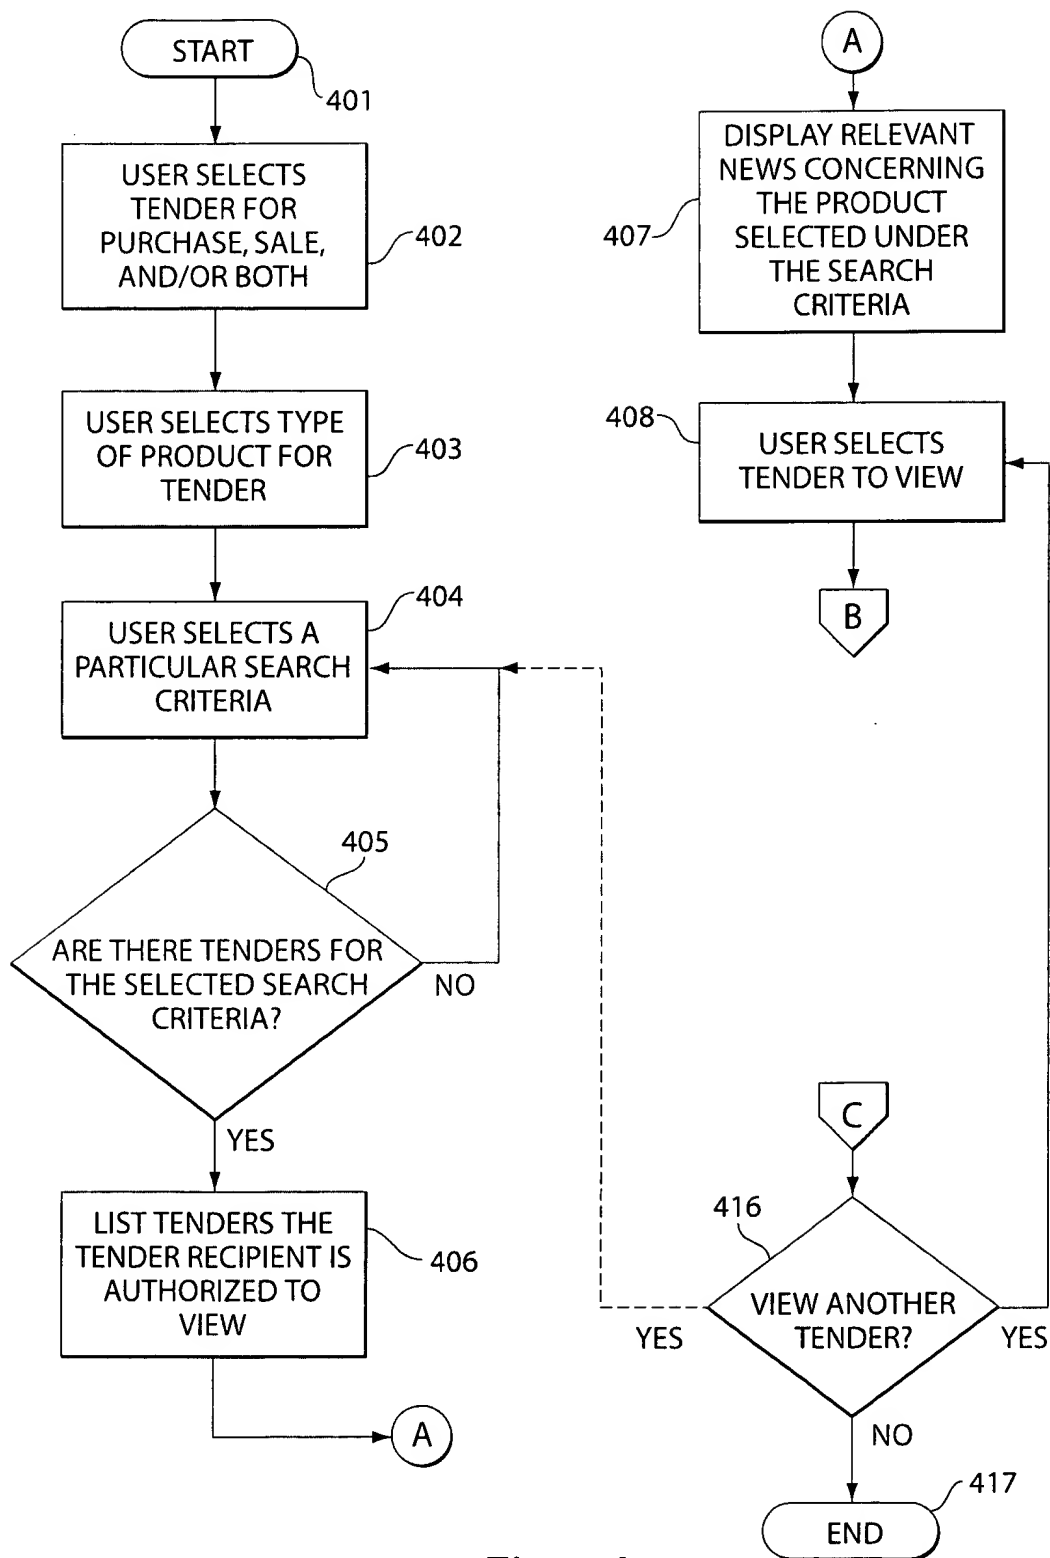 START
401
USER SELECTS
TENDER FOR
PURCHASE, SALE,
AND/OR BOTH
402
USER SELECTS TYPE
OF PRODUCT FOR
TENDER
403
404
USER SELECTS A
PARTICULAR SEARCH
CRITERIA
405
ARE THERE TENDERS FOR
THE SELECTED SEARCH
CRITERIA?
NO
YES
LIST TENDERS THE
TENDER RECIPIENT IS
AUTHORIZED TO
VIEW
406
A
A
DISPLAY RELEVANT
NEWS CONCERNING
THE PRODUCT
SELECTED UNDER
THE SEARCH
CRITERIA
407
408
USER SELECTS
TENDER TO VIEW
B
C
416
VIEW ANOTHER
TENDER?
YES
YES
NO
417
END